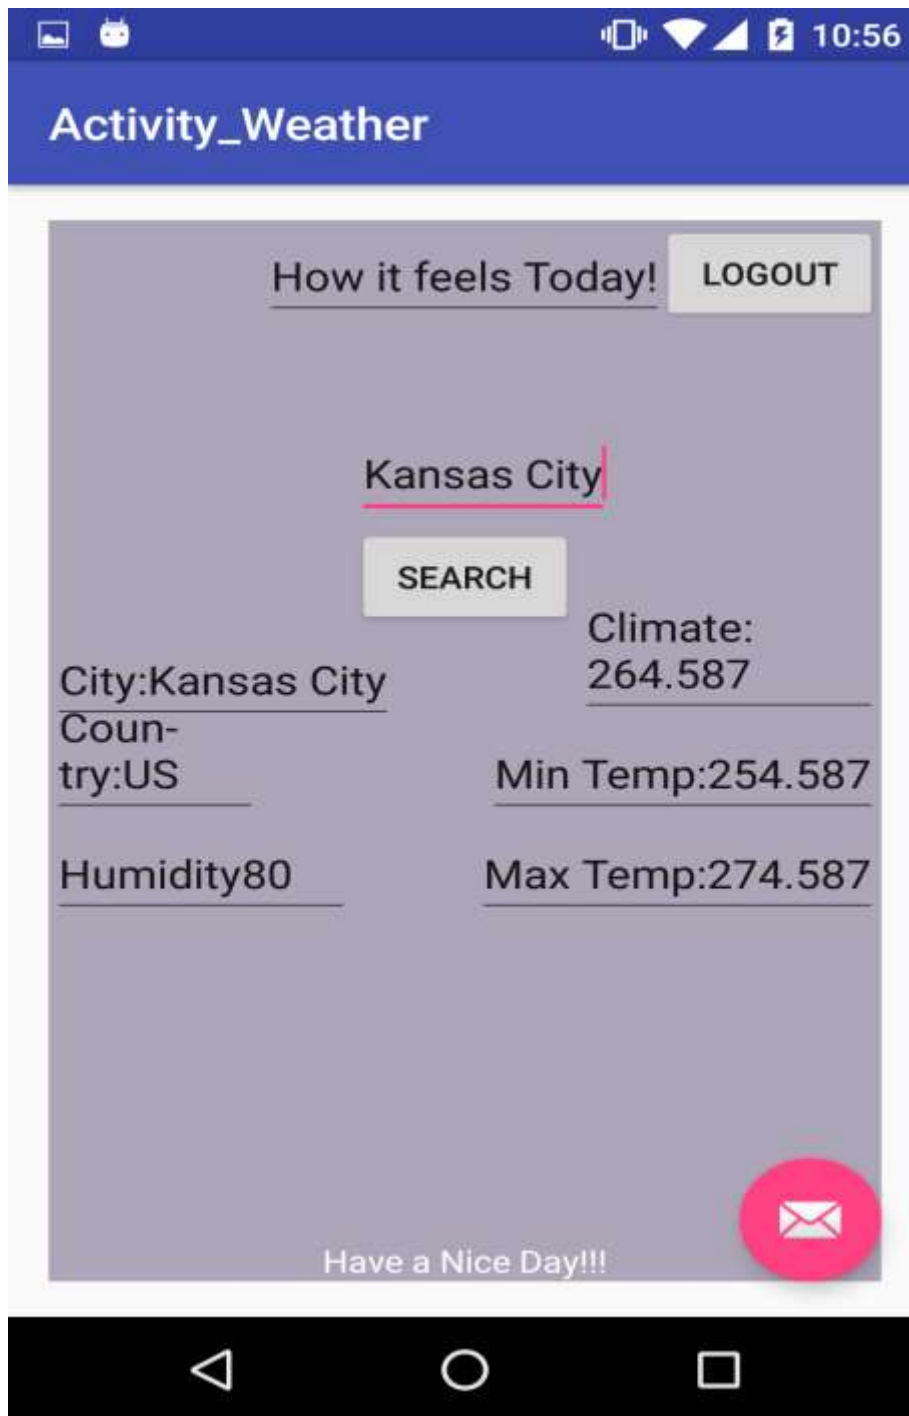 10:56
Activity_Weather
How it feels Today!
LOGOUT
Kansas City
SEARCH
Climate:
264.587
City:Kansas City
Coun-
try:US
Min Temp:254.587
Humidity80
Max Temp:274.587
Have a Nice Day!!!